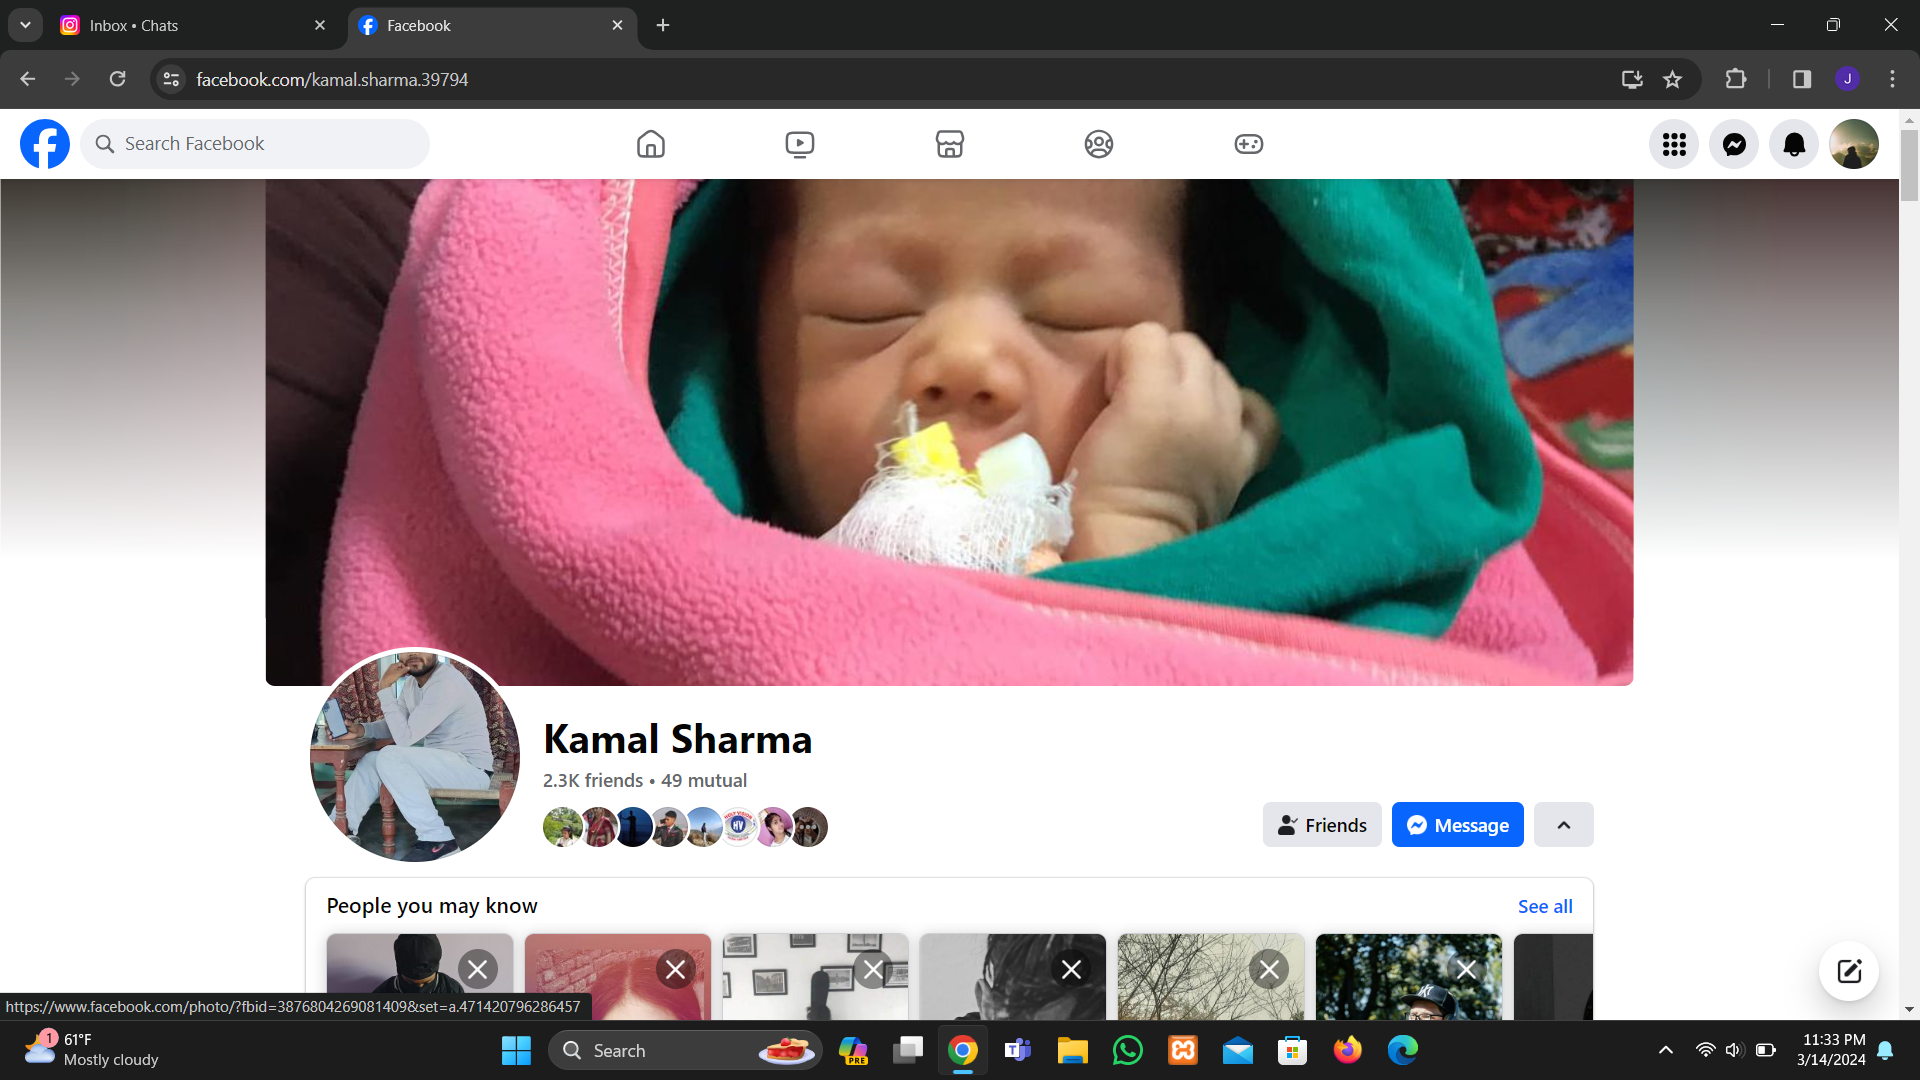 Inbox • Chats
Facebook
facebook.com/kamal.sharma.39794
J
Search Facebook
Kamal Sharma
2.3K friends • 49 mutual
HV
Friends
Message
People you may know
See all
https://www.facebook.com/photo/?fbid=3876804269081409&set=a.471420796286457
1
61°F
Mostly cloudy
Search
PRE
11:33 PM
3/14/2024